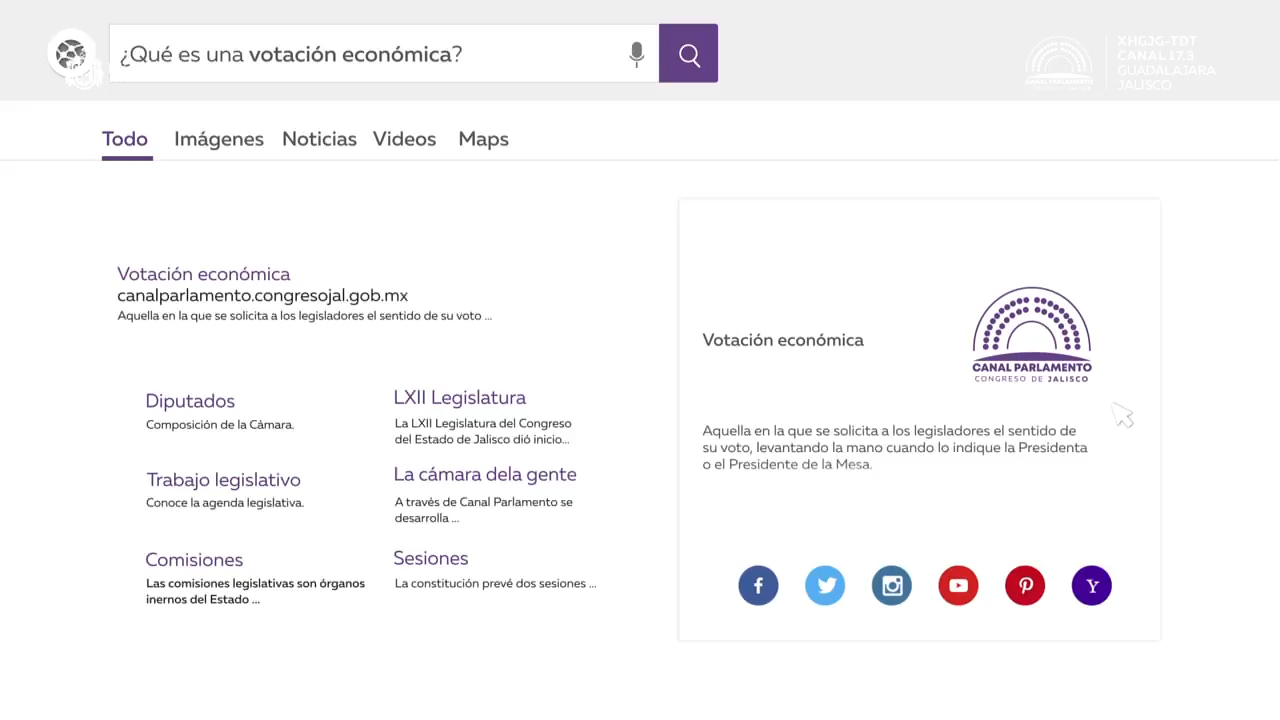 ¿Qué es una votación económica?
XHGJG-TDT
CANAL 17.3
GUADALAJARA
JALISCO
CANAL PARLAMENTO
Todo Imágenes Noticias Videos Maps
Votación económica
canalparlamento.congresojal.gob.mx
Aquella en la que se solicita a los legisladores el sentido de su voto ...
Diputados
Composición de la Cámara.
LXII Legislatura
La LXII Legislatura del Congreso
del Estado de Jalisco dió inicio...
Trabajo legislativo
Conoce la agenda legislativa.
La cámara dela gente
A través de Canal Parlamento se
desarrolla ...
Comisiones
Las comisiones legislativas son órganos
inernos del Estado ...
Sesiones
La constitución prevé dos sesiones ...
Votación económica
CANAL PARLAMENTO
CONGRESO DE JALISCO
Aquella en la que se solicita a los legisladores el sentido de
su voto, levantando la mano cuando lo indique la Presidenta
o el Presidente de la Mesa.